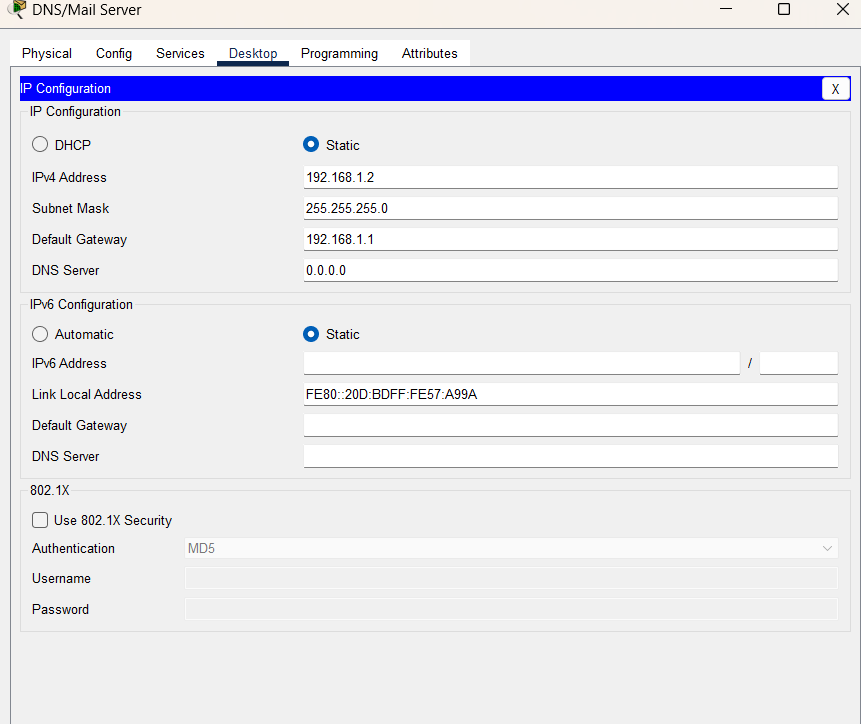 DNS/Mail Server
Physical Config Services Desktop Programming Attributes
IP Configuration X
IP Configuration
DHCP Static
IPv4 Address 192.168.1.2
Subnet Mask 255.255.255.0
Default Gateway 192.168.1.1
DNS Server 0.0.0.0
IPv6 Configuration
Automatic Static
IPv6 Address /
Link Local Address FE80::20D:BDFF:FE57:A99A
Default Gateway
DNS Server
802.1X
Use 802.1X Security
Authentication MD5
Username
Password